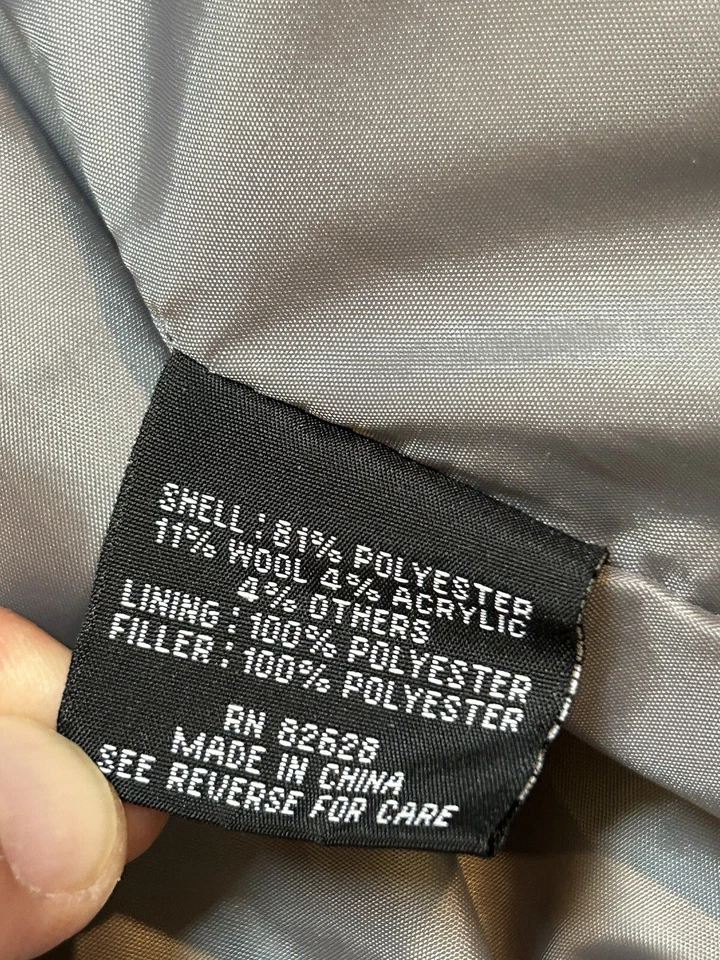 SHELL : 81% POLYESTER
11% WOOL 4% ACRYLIC
4% OTHERS
LINING : 100% POLYESTER
FILLER : 100% POLYESTER
RN 82628
MADE IN CHINA
SEE REVERSE FOR CARE